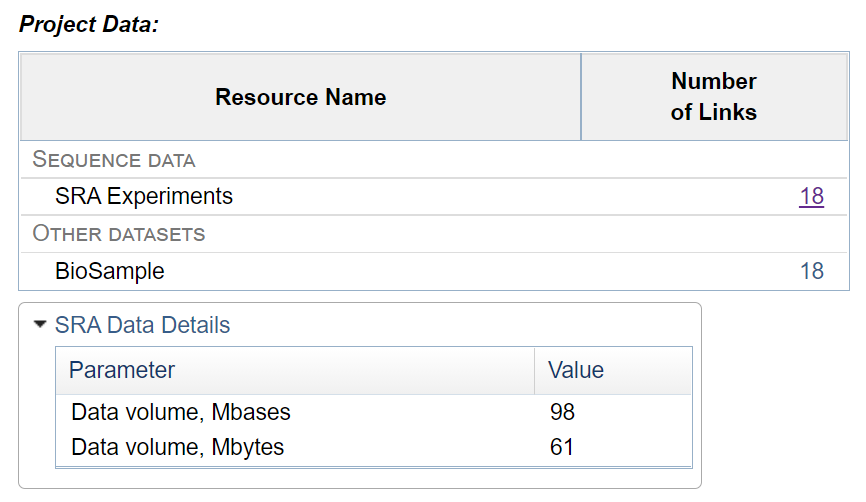 Project Data:
Resource Name
Number
of Links
SEQUENCE DATA
SRA Experiments 18
OTHER DATASETS
BioSample 18
SRA Data Details
Parameter Value
Data volume, Mbases 98
Data volume, Mbytes 61